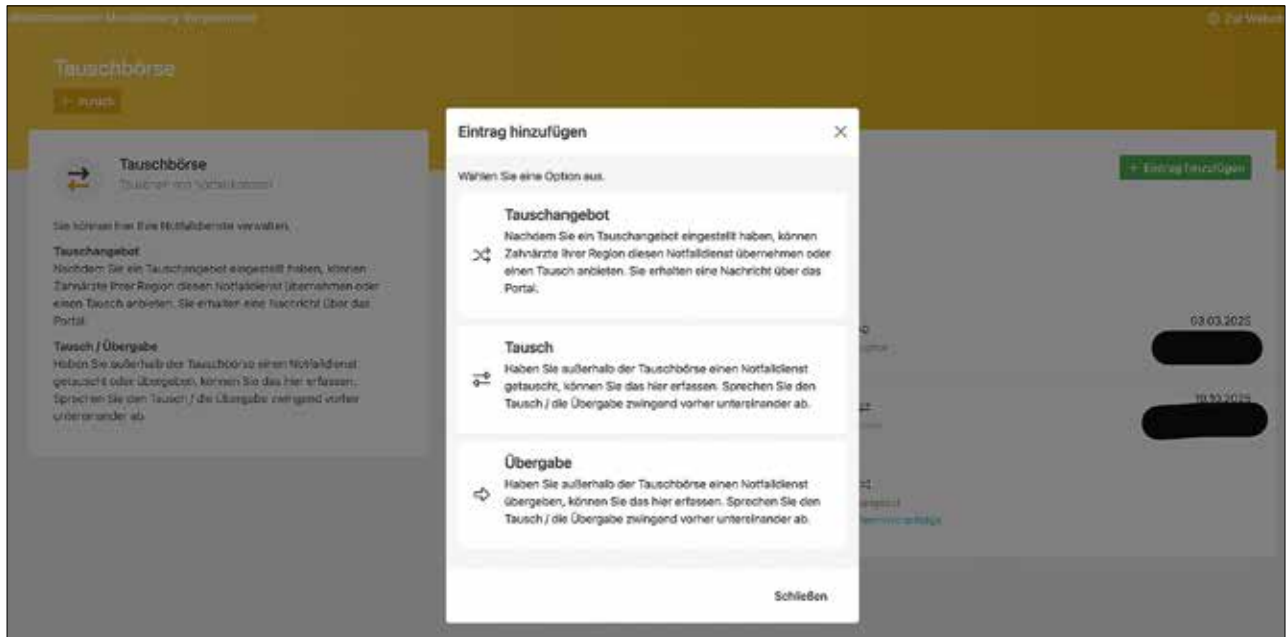 Zur Websit
Tauschbörse
← zurück
Tauschbörse
Tauschen von Notfalldiensten
Sie können hier Ihre Notfalldienste verwalten.
Tauschangebot
Nachdem Sie ein Tauschangebot eingestellt haben, können
Zahnärzte Ihrer Region diesen Notfalldienst übernehmen oder
einen Tausch anbieten. Sie erhalten eine Nachricht über das
Portal.
Tausch / Übergabe
Haben Sie außerhalb der Tauschbörse einen Notfalldienst
getauscht oder übergeben, können Sie das hier erfassen.
Sprechen Sie den Tausch / die Übergabe zwingend vorher
untereinander ab.
Eintrag hinzufügen
Wählen Sie eine Option aus.
Tauschangebot
Nachdem Sie ein Tauschangebot eingestellt haben, können
Zahnärzte Ihrer Region diesen Notfalldienst übernehmen oder
einen Tausch anbieten. Sie erhalten eine Nachricht über das
Portal.
Tausch
Haben Sie außerhalb der Tauschbörse einen Notfalldienst
getauscht, können Sie das hier erfassen. Sprechen Sie den
Tausch / die Übergabe zwingend vorher untereinander ab.
Übergabe
Haben Sie außerhalb der Tauschbörse einen Notfalldienst
übergeben, können Sie das hier erfassen. Sprechen Sie den
Tausch / die Übergabe zwingend vorher untereinander ab.
Schließen
+ Eintrag hinzufügen
03.03.2025